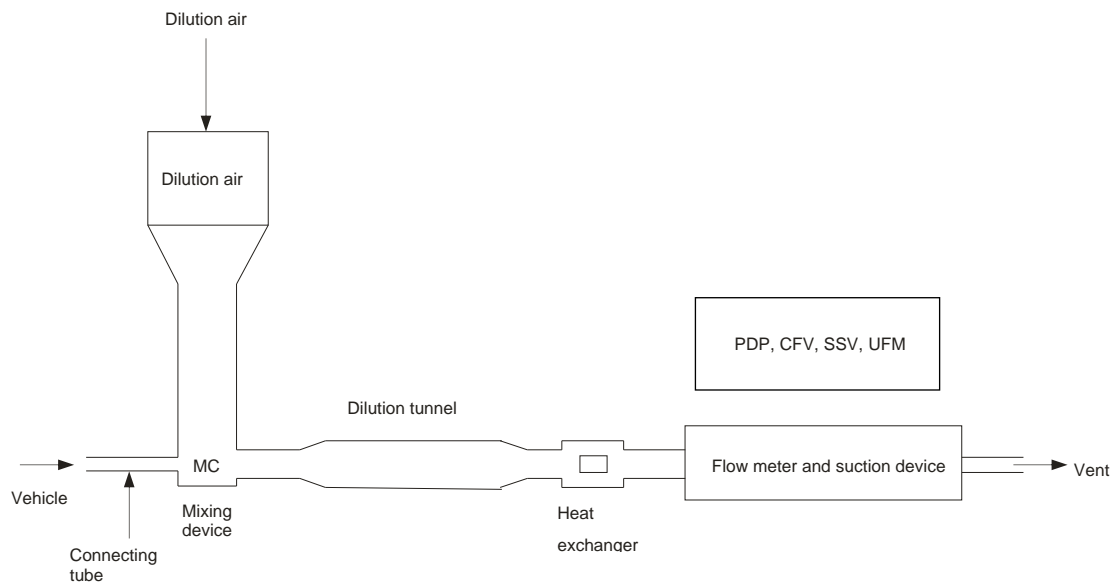 Dilution air
Dilution air
PDP, CFV, SSV, UFM
Dilution tunnel
MC
Flow meter and suction device
Vent
Vehicle
Mixing
device
Heat
exchanger
Connecting
tube